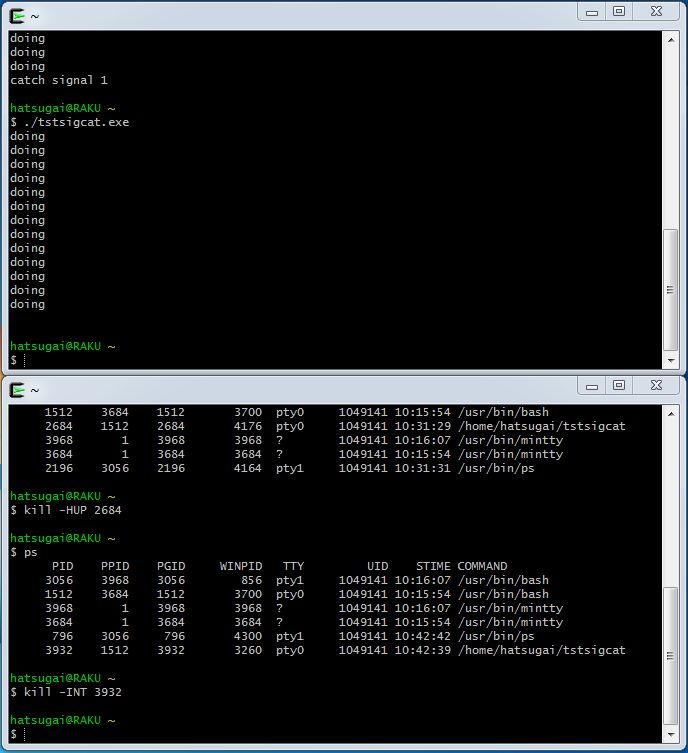 ~
doing
doing
doing
catch signal 1
hatsugai@RAKU ~
$ ./tstsigcat.exe
doing
doing
doing
doing
doing
doing
doing
doing
doing
doing
doing
doing
doing
hatsugai@RAKU ~
$
~
1512 3684 1512 3700 pty0 1049141 10:15:54 /usr/bin/bash
2684 1512 2684 4176 pty0 1049141 10:31:29 /home/hatsugai/tstsigcat
3968 1 3968 3968 ? 1049141 10:16:07 /usr/bin/mintty
3684 1 3684 3684 ? 1049141 10:15:54 /usr/bin/mintty
2196 3056 2196 4164 pty1 1049141 10:31:31 /usr/bin/ps
hatsugai@RAKU ~
$ kill -HUP 2684
hatsugai@RAKU ~
$ ps
PID PPID PGID WINPID TTY UID STIME COMMAND
3056 3968 3056 856 pty1 1049141 10:16:07 /usr/bin/bash
1512 3684 1512 3700 pty0 1049141 10:15:54 /usr/bin/bash
3968 1 3968 3968 ? 1049141 10:16:07 /usr/bin/mintty
3684 1 3684 3684 ? 1049141 10:15:54 /usr/bin/mintty
796 3056 796 4300 pty1 1049141 10:42:42 /usr/bin/ps
3932 1512 3932 3260 pty0 1049141 10:42:39 /home/hatsugai/tstsigcat
hatsugai@RAKU ~
$ kill -INT 3932
hatsugai@RAKU ~
$